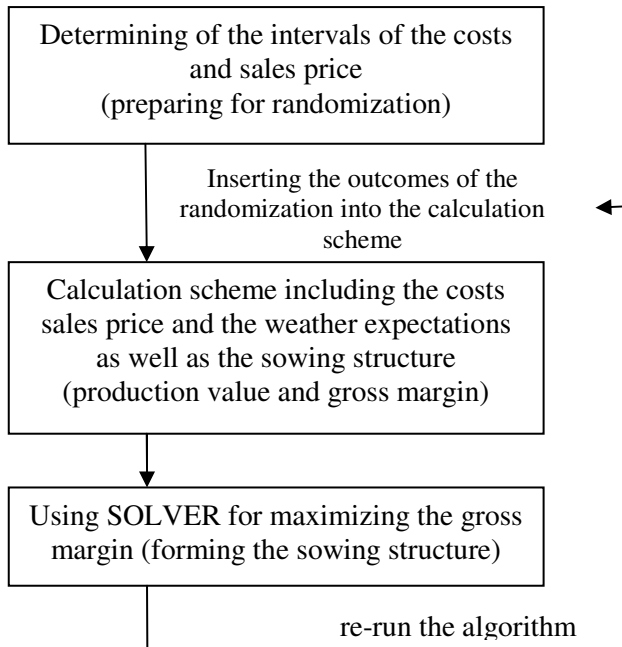 Determining of the intervals of the costs
and sales price
(preparing for randomization)
Inserting the outcomes of the
randomization into the calculation
scheme
Calculation scheme including the costs
sales price and the weather expectations
as well as the sowing structure
(production value and gross margin)
Using SOLVER for maximizing the gross
margin (forming the sowing structure)
re-run the algorithm